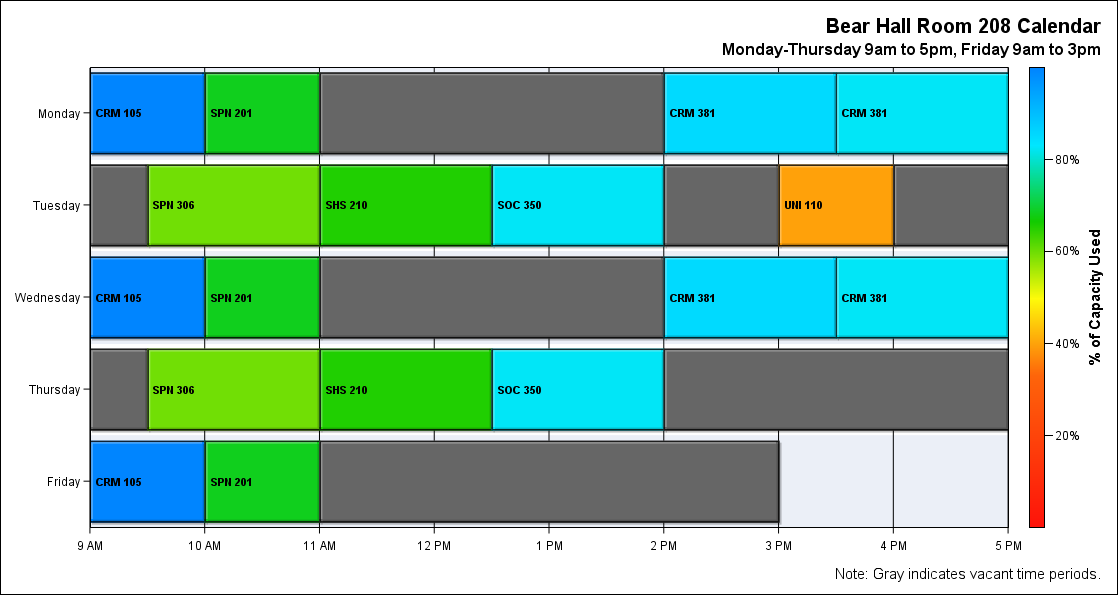 Bear Hall Room 208 Calendar
Monday-Thursday 9am to 5pm, Friday 9am to 3pm
Monday
CRM 105
SPN 201
CRM 381
CRM 381
Tuesday
SPN 306
SHS 210
SOC 350
UNI 110
Wednesday
CRM 105
SPN 201
CRM 381
CRM 381
Thursday
SPN 306
SHS 210
SOC 350
Friday
CRM 105
SPN 201
9 AM
10 AM
11 AM
12 PM
1 PM
2 PM
3 PM
4 PM
5 PM
80%
60%
40%
20%
% of Capacity Used
Note: Gray indicates vacant time periods.